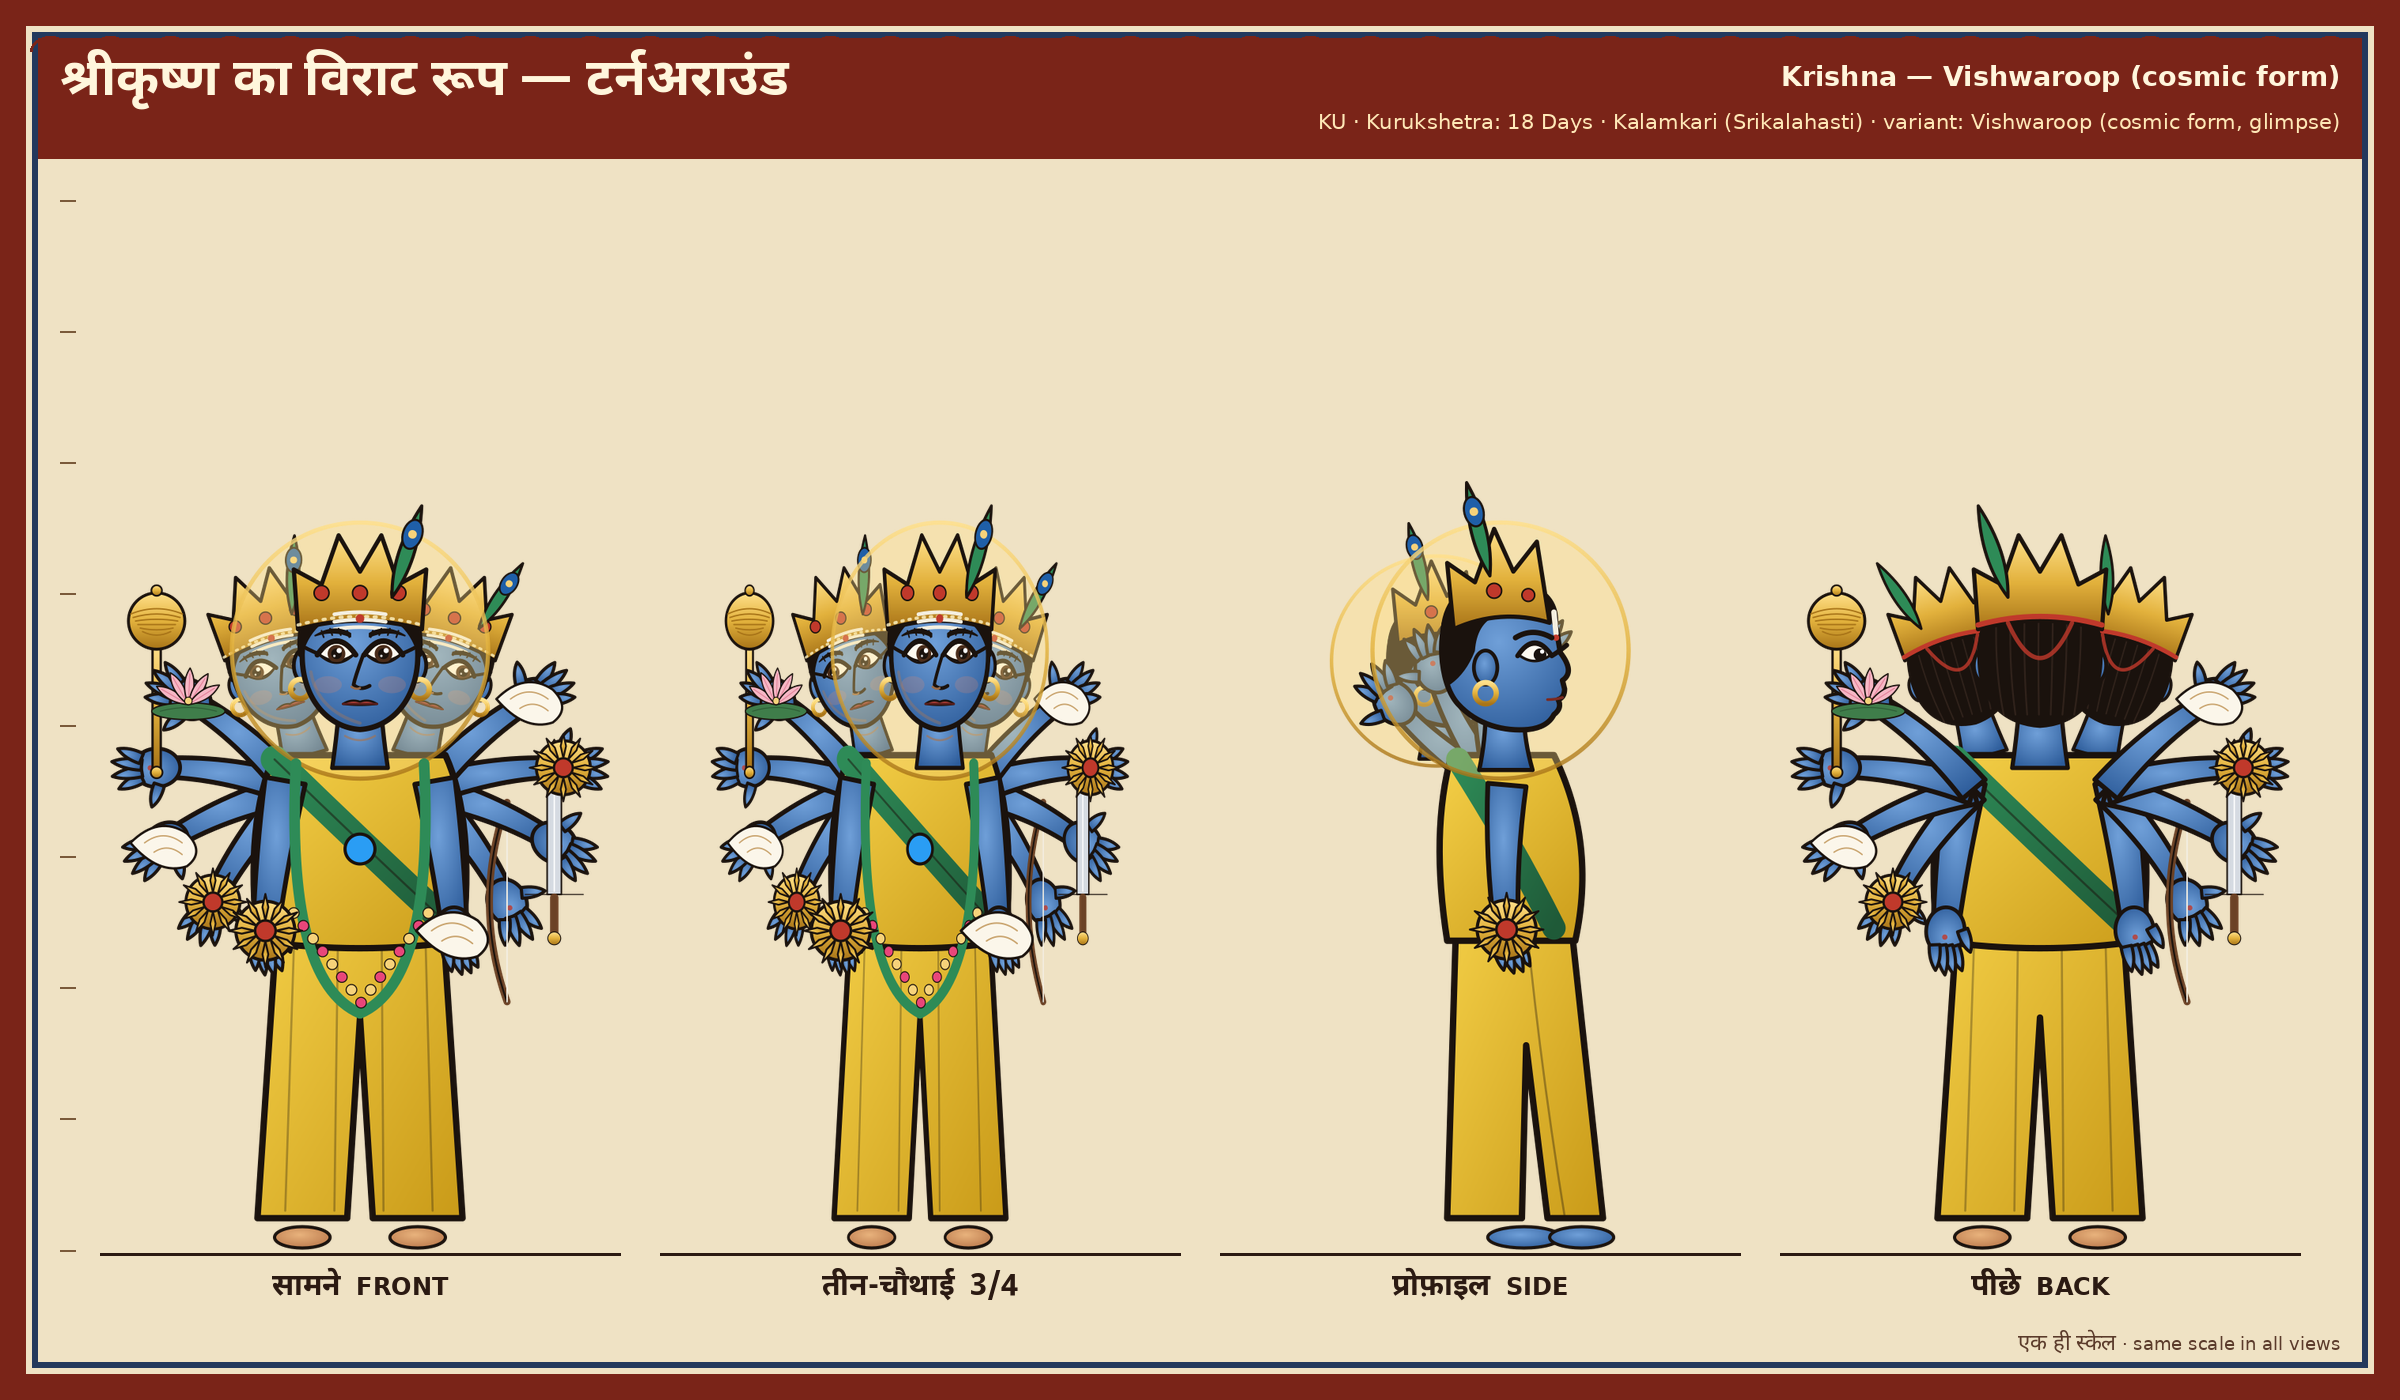 श्रीकृष्ण का विराट रूप — टर्नअराउंड
Krishna — Vishwaroop (cosmic form)
KU · Kurukshetra: 18 Days · Kalamkari (Srikalahasti) · variant: Vishwaroop (cosmic form, glimpse)
सामने FRONT
तीन-चौथाई 3/4
प्रोफ़ाइल SIDE
पीछे BACK
एक ही स्केल · same scale in all views